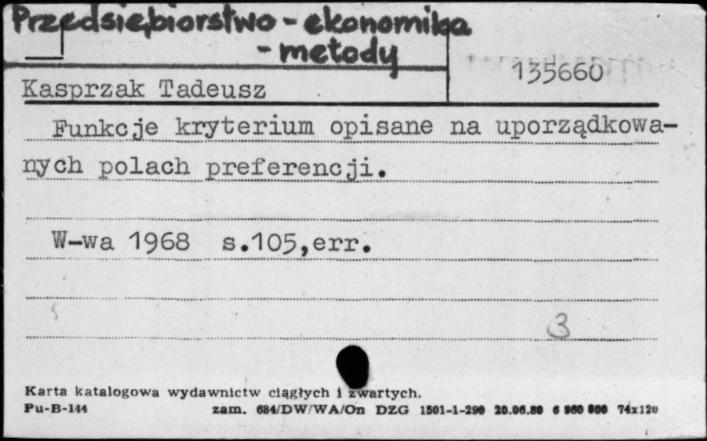 Przedsiębiorstwo - ekonomika
- metody
135660
Kasprzak Tadeusz
Funkcje kryterium opisane na uporządkowa-
nych polach preferencji.
W-wa 1968 s.105,err.
3
Karta katalogowa wydawnictw ciągłych i zwartych.
Pu-B-144 zam. 684/DW/WA/On DZG 1501-1-290 20.06.80 6 950 000 74x120